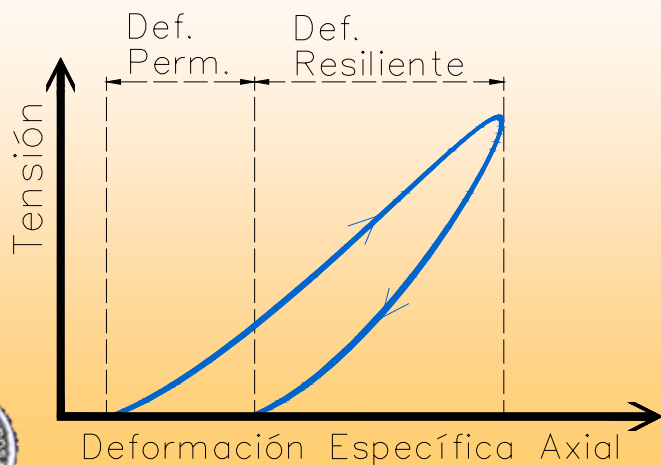 Def.
Perm.
Def.
Resiliente
Tensión
Deformación Específica Axial